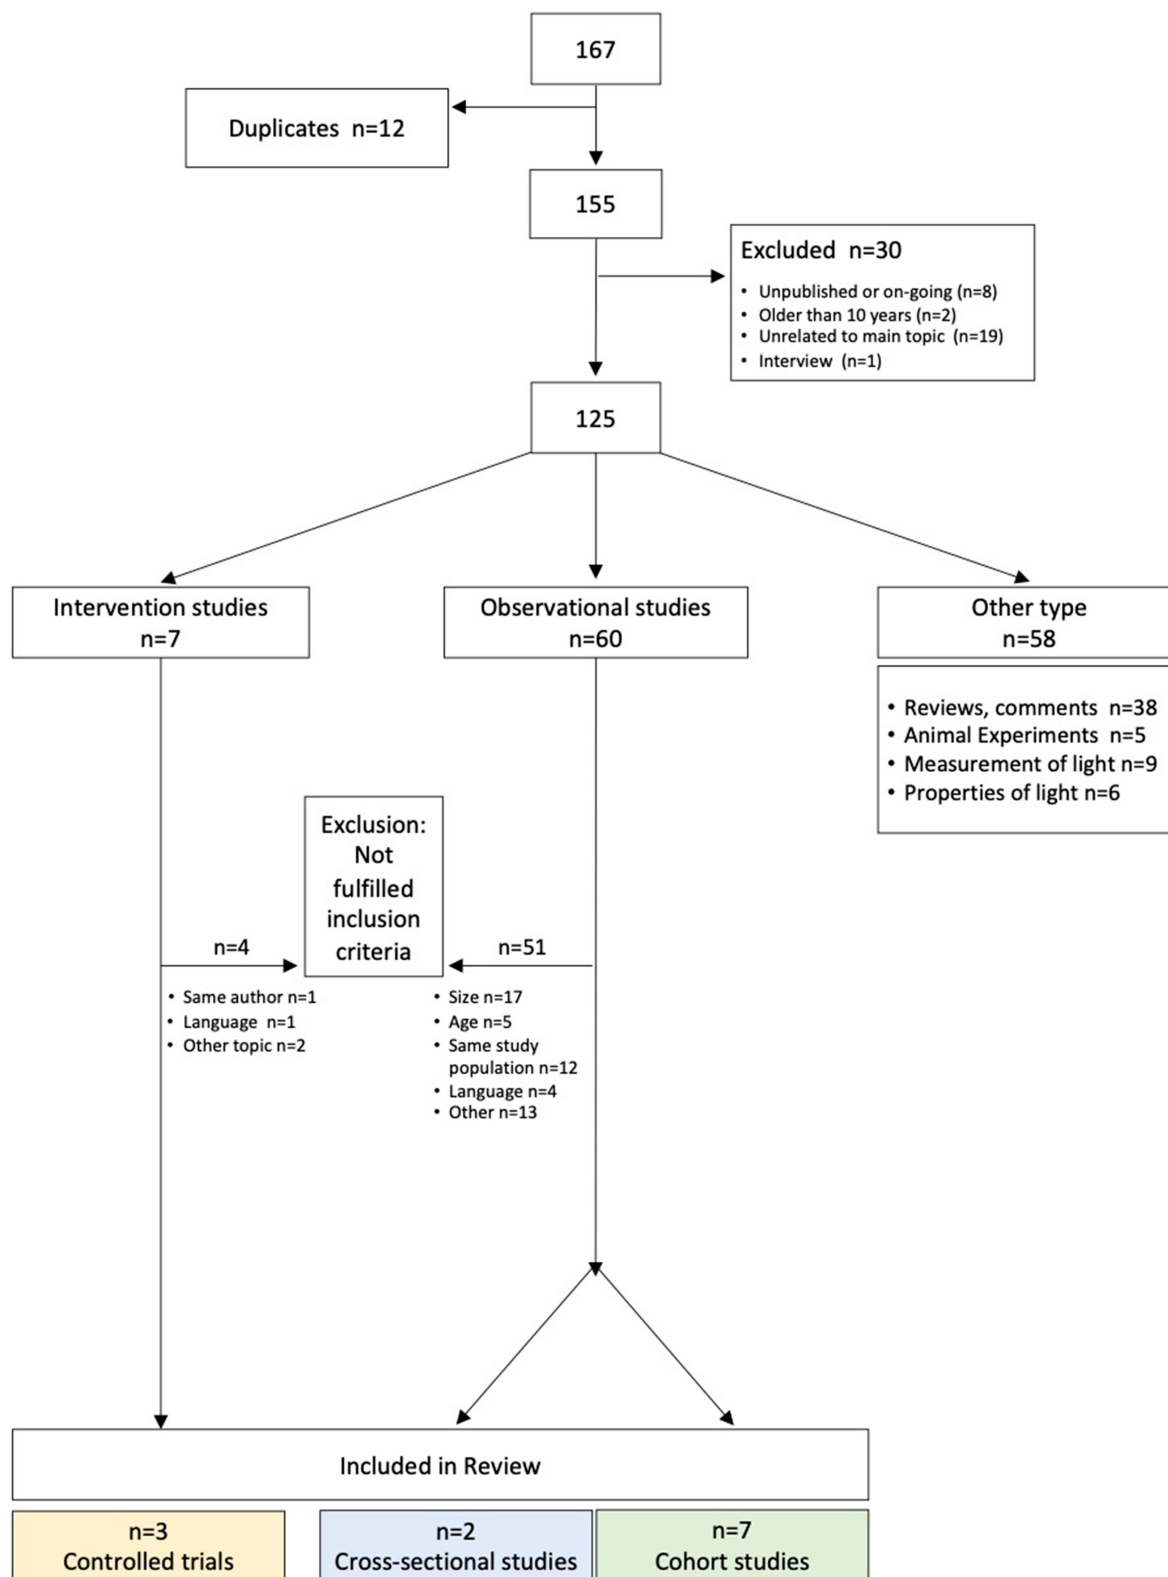 167
Duplicates n=12
155
Excluded n=30
• Unpublished or on-going (n=8)
• Older than 10 years (n=2)
• Unrelated to main topic (n=19)
• Interview (n=1)
125
Intervention studies
n=7
Observational studies
n=60
Other type
n=58
• Reviews, comments n=38
• Animal Experiments n=5
• Measurement of light n=9
• Properties of light n=6
Exclusion:
Not
fulfilled
inclusion
criteria
n=4
• Same author n=1
• Language n=1
• Other topic n=2
n=51
• Size n=17
• Age n=5
• Same study
population n=12
• Language n=4
• Other n=13
Included in Review
n=3
Controlled trials
n=2
Cross-sectional studies
n=7
Cohort studies